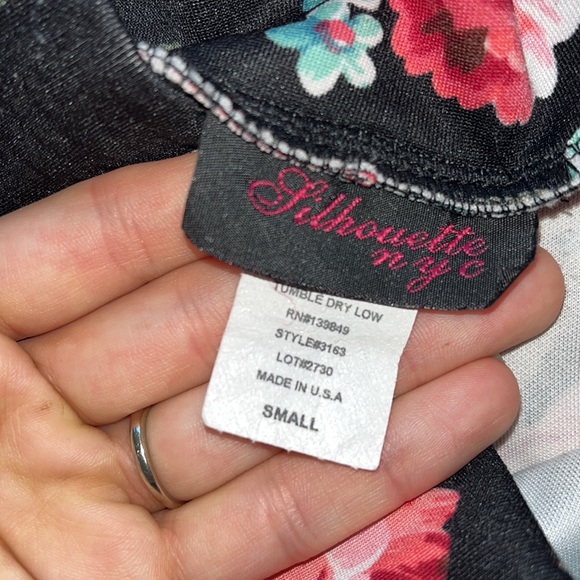 Silhouette
nyc
TUMBLE DRY LOW
RN#139849
STYLE#3163
LOT#2730
MADE IN U.S.A
SMALL